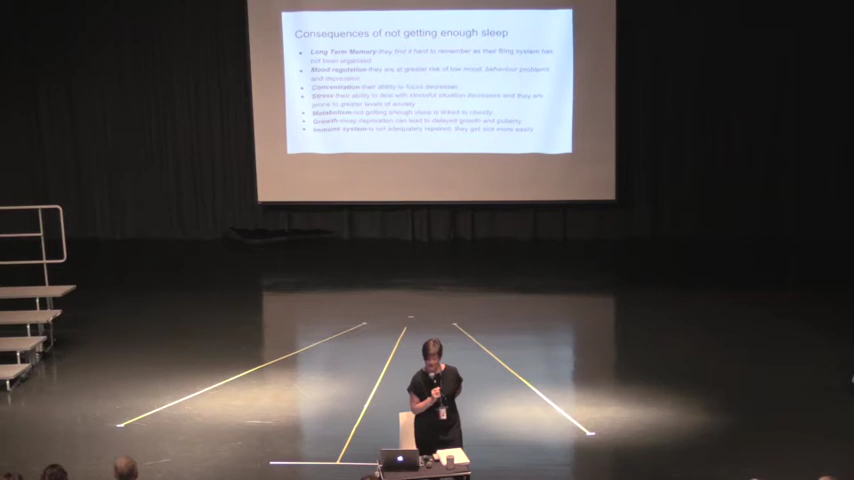 Consequences of not getting enough sleep
Long Term Memory-they find it hard to remember as their filing system has
not been organised
Mood regulation-they are at greater risk of low mood, behaviour problems
and depression
Concentration-their ability to focus decreases
Stress-their ability to deal with stressful situation decreases and they are
prone to greater levels of anxiety
Metabolism-not getting enough sleep is linked to obesity
Growth-sleep deprivation can lead to delayed growth and puberty
Immune system-is not adequately repaired, they get sick more easily